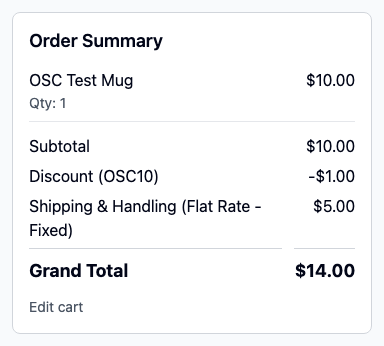 Order Summary
OSC Test Mug $10.00
Qty: 1
Subtotal $10.00
Discount (OSC10) -$1.00
Shipping & Handling (Flat Rate - $5.00
Fixed)
Grand Total $14.00
Edit cart